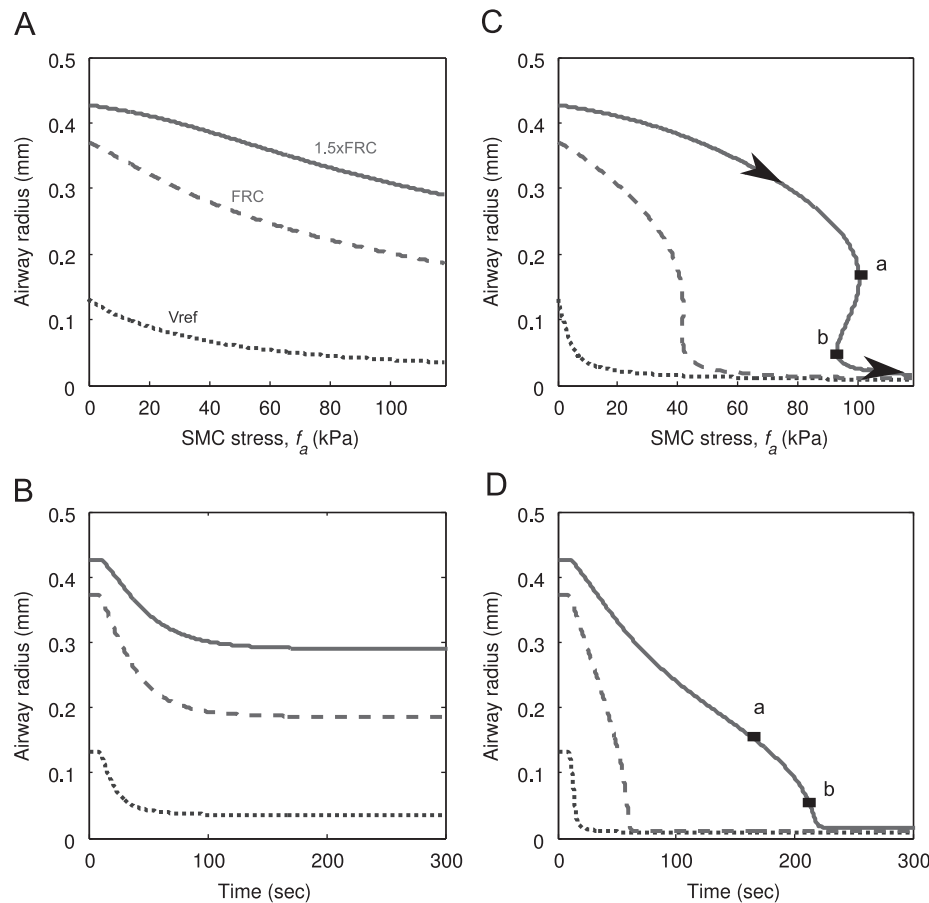 A
0.5
0.4
0.3
0.2
0.1
0
Airway radius (mm)
1.5xFRC
FRC
Vref
0 20 40 60 80 100
SMC stress, fa (kPa)
C
0.5
0.4
0.3
0.2
0.1
0
Airway radius (mm)
a
b
0 20 40 60 80 100
SMC stress, fa (kPa)
B
0.5
0.4
0.3
0.2
0.1
0
Airway radius (mm)
0 100 200 300
Time (sec)
D
0.5
0.4
0.3
0.2
0.1
0
Airway radius (mm)
a
b
0 100 200 300
Time (sec)